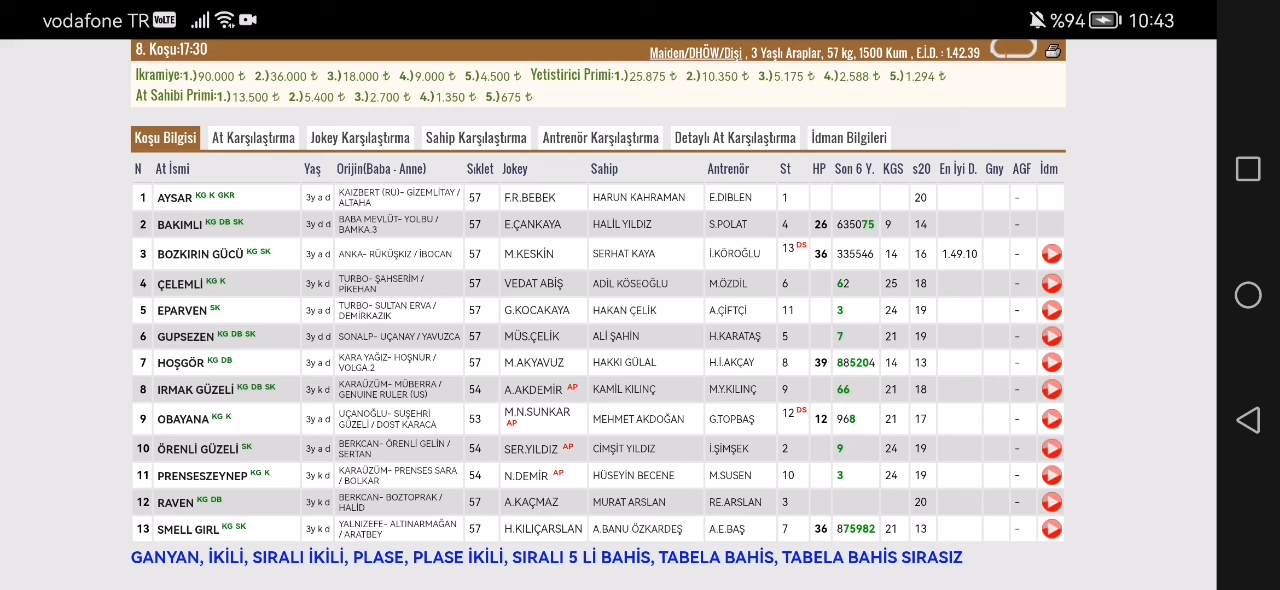 vodafone TR VoLTE %94 10:43
8. Koşu:17:30 Maiden/DHÖW/Dişi , 3 Yaşlı Araplar, 57 kg, 1500 Kum , E.İ.D. : 1.42.39
İkramiye:1.)90.000 ₺ 2.)36.000 ₺ 3.)18.000 ₺ 4.)9.000 ₺ 5.)4.500 ₺ Yetistirici Primi:1.)25.875 ₺ 2.)10.350 ₺ 3.)5.175 ₺ 4.)2.588 ₺ 5.)1.294 ₺
At Sahibi Primi:1.)13.500 ₺ 2.)5.400 ₺ 3.)2.700 ₺ 4.)1.350 ₺ 5.)675 ₺
Koşu Bilgisi At Karşılaştırma Jokey Karşılaştırma Sahip Karşılaştırma Antrenör Karşılaştırma Detaylı At Karşılaştırma İdman Bilgileri
N At İsmi Yaş Orijin(Baba - Anne) Sıklet Jokey Sahip Antrenör St HP Son 6 Y. KGS s20 En İyi D. Gny AGF İdm
1 AYSAR KG K GKR 3y a d KAIZBERT (RU)- GİZEMLİTAY / ALTAHA 57 F.R.BEBEK HARUN KAHRAMAN E.DIBLEN 1 20 -
2 BAKIMLI KG DB SK 3y d d BABA MEVLÜT- YOLBU / BAMKA.3 57 E.ÇANKAYA HALİL YILDIZ S.POLAT 4 26 635075 9 14 -
3 BOZKIRIN GÜCÜ KG SK 3y a d ANKA- RÜKÜŞKIZ / İBOCAN 57 M.KESKİN SERHAT KAYA İ.KÖROĞLU 13 DS 36 335546 14 16 1.49.10 -
4 ÇELEMLİ KG K 3y k d TURBO- ŞAHSERİM / PİKEHAN 57 VEDAT ABİŞ ADİL KÖSEOĞLU M.ÖZDİL 6 62 25 18 -
5 EPARVEN SK 3y a d TURBO- SULTAN ERVA / DEMİRKAZIK 57 G.KOCAKAYA HAKAN ÇELİK A.ÇİFTÇİ 11 3 24 19 -
6 GUPSEZEN KG DB SK 3y d d SONALP- UÇANAY / YAVUZCA 57 MÜS.ÇELİK ALİ ŞAHİN H.KARATAŞ 5 7 21 19 -
7 HOŞGÖR KG DB 3y a d KARA YAĞIZ- HOŞNUR / VOLGA.2 57 M.AKYAVUZ HAKKI GÜLAL H.İ.AKÇAY 8 39 885204 14 13 -
8 IRMAK GÜZELİ KG DB SK 3y k d KARAÜZÜM- MÜBERRA / GENUINE RULER (US) 54 A.AKDEMİR AP KAMİL KILINÇ M.Y.KILINÇ 9 66 21 18 -
9 OBAYANA KG K 3y a d UÇANOĞLU- SUŞEHRİ GÜZELİ / DOST KARACA 53 M.N.SUNKAR AP MEHMET AKDOĞAN G.TOPBAŞ 12 DS 12 968 21 17 -
10 ÖRENLİ GÜZELİ SK 3y a d BERKCAN- ÖRENLİ GELİN / SERTAN 54 SER.YILDIZ AP CİMŞİT YILDIZ İ.ŞİMŞEK 2 9 24 19 -
11 PRENSESZEYNEP KG K 3y k d KARAÜZÜM- PRENSES SARA / BOLKAR 54 N.DEMİR AP HÜSEYİN BECENE M.SUSEN 10 3 24 19 -
12 RAVEN KG DB 3y k d BERKCAN- BOZTOPRAK / HALİD 57 A.KAÇMAZ MURAT ARSLAN RE.ARSLAN 3 20 -
13 SMELL GIRL KG SK 3y k d YALNIZEFE- ALTINARMAĞAN / ARATBEY 57 H.KILIÇARSLAN A.BANU ÖZKARDEŞ A.E.BAŞ 7 36 875982 21 13 -
GANYAN, İKİLİ, SIRALI İKİLİ, PLASE, PLASE İKİLİ, SIRALI 5 Lİ BAHİS, TABELA BAHİS, TABELA BAHİS SIRASIZ